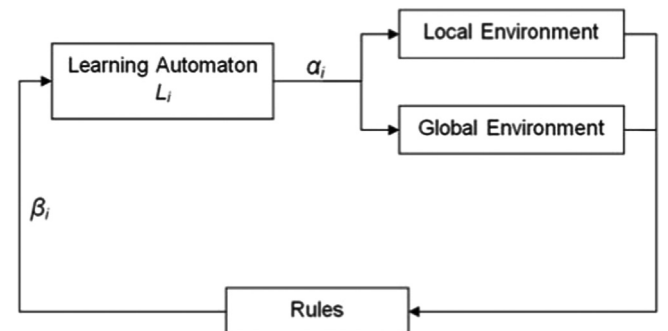 Learning Automaton
Lᵢ
αᵢ
Local Environment
Global Environment
βᵢ
Rules